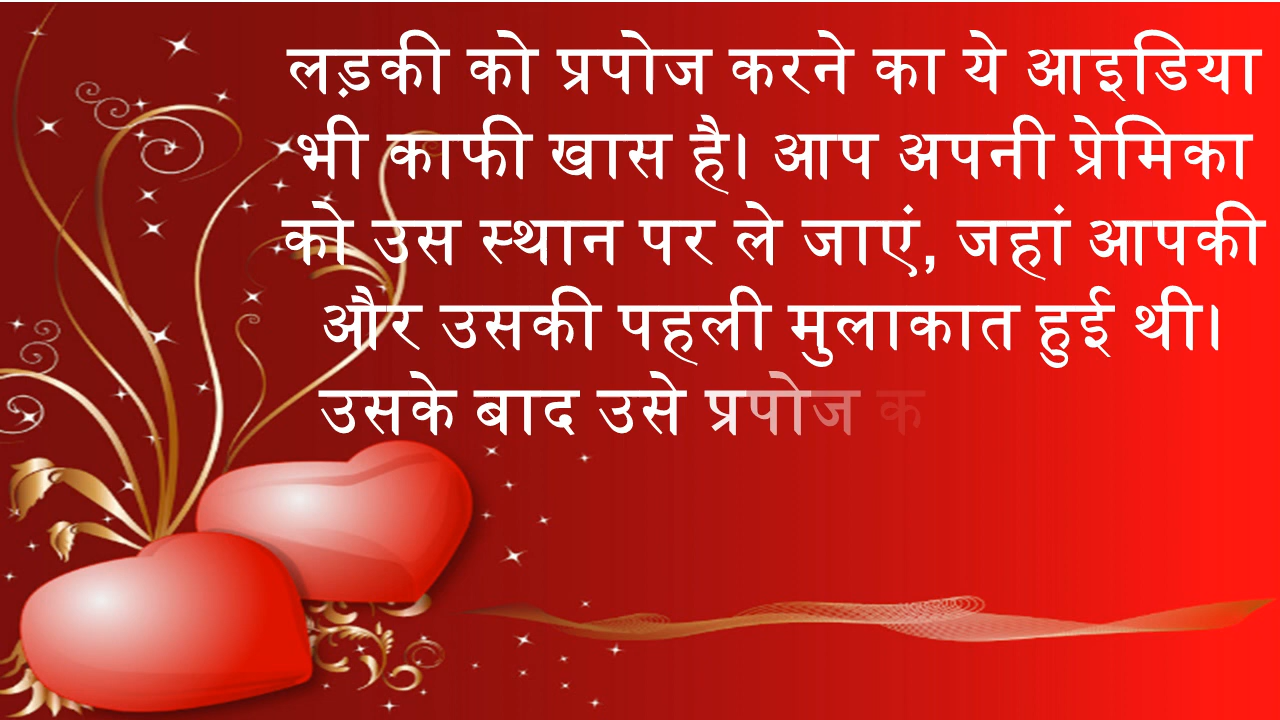 लड़की को प्रपोज करने का ये आइडिया
भी काफी खास है। आप अपनी प्रेमिका
को उस स्थान पर ले जाएं, जहां आपकी
और उसकी पहली मुलाकात हुई थी।
उसके बाद उसे प्रपोज क